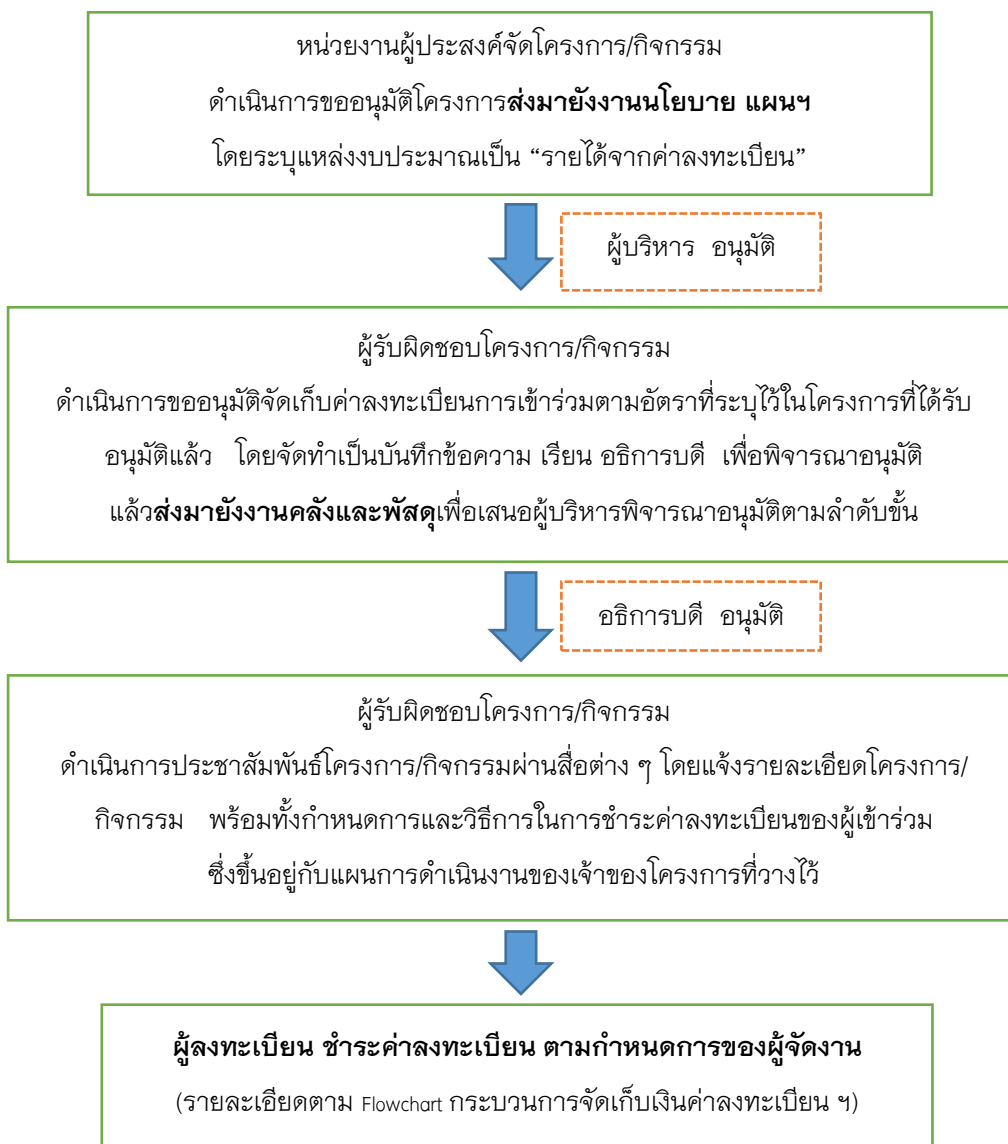 หน่วยงานผู้ประสงค์จัดโครงการ/กิจกรรม
ดำเนินการขออนุมัติโครงการส่งมายังงานนโยบาย แผนฯ
โดยระบุแหล่งงบประมาณเป็น “รายได้จากค่าลงทะเบียน”
ผู้บริหาร อนุมัติ
ผู้รับผิดชอบโครงการ/กิจกรรม
ดำเนินการขออนุมัติจัดเก็บค่าลงทะเบียนการเข้าร่วมตามอัตราที่ระบุไว้ในโครงการที่ได้รับ
อนุมัติแล้ว โดยจัดทำเป็นบันทึกข้อความ เรียน อธิการบดี เพื่อพิจารณาอนุมัติ
แล้วส่งมายังงานคลังและพัสดุเพื่อเสนอผู้บริหารพิจารณาอนุมัติตามลำดับขั้น
อธิการบดี อนุมัติ
ผู้รับผิดชอบโครงการ/กิจกรรม
ดำเนินการประชาสัมพันธ์โครงการ/กิจกรรมผ่านสื่อต่าง ๆ โดยแจ้งรายละเอียดโครงการ/
กิจกรรม พร้อมทั้งกำหนดการและวิธีการในการชำระค่าลงทะเบียนของผู้เข้าร่วม
ซึ่งขึ้นอยู่กับแผนการดำเนินงานของเจ้าของโครงการที่วางไว้
ผู้ลงทะเบียน ชำระค่าลงทะเบียน ตามกำหนดการของผู้จัดงาน
(รายละเอียดตาม Flowchart กระบวนการจัดเก็บเงินค่าลงทะเบียน ฯ)